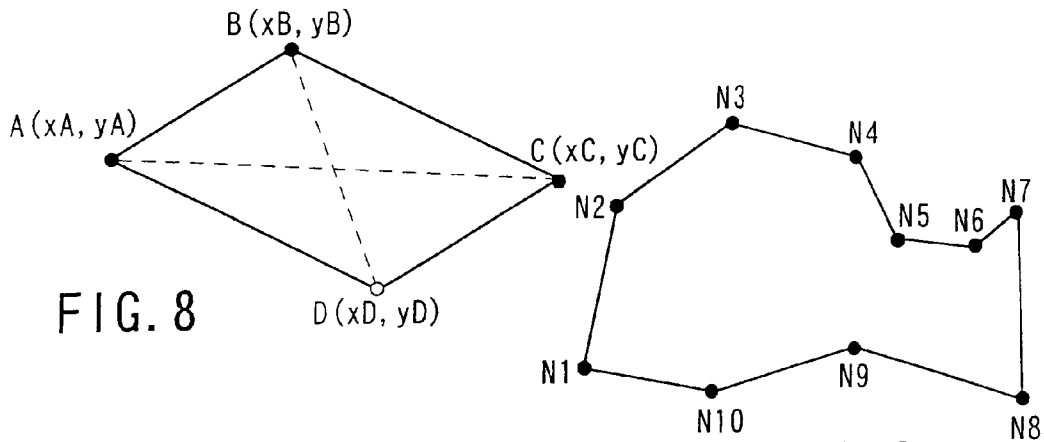 B(xB, yB)
A(xA, yA)
C(xC, yC)
D(xD, yD)
FIG. 8
N3
N4
N2
N5
N6
N7
N1
N9
N10
N8